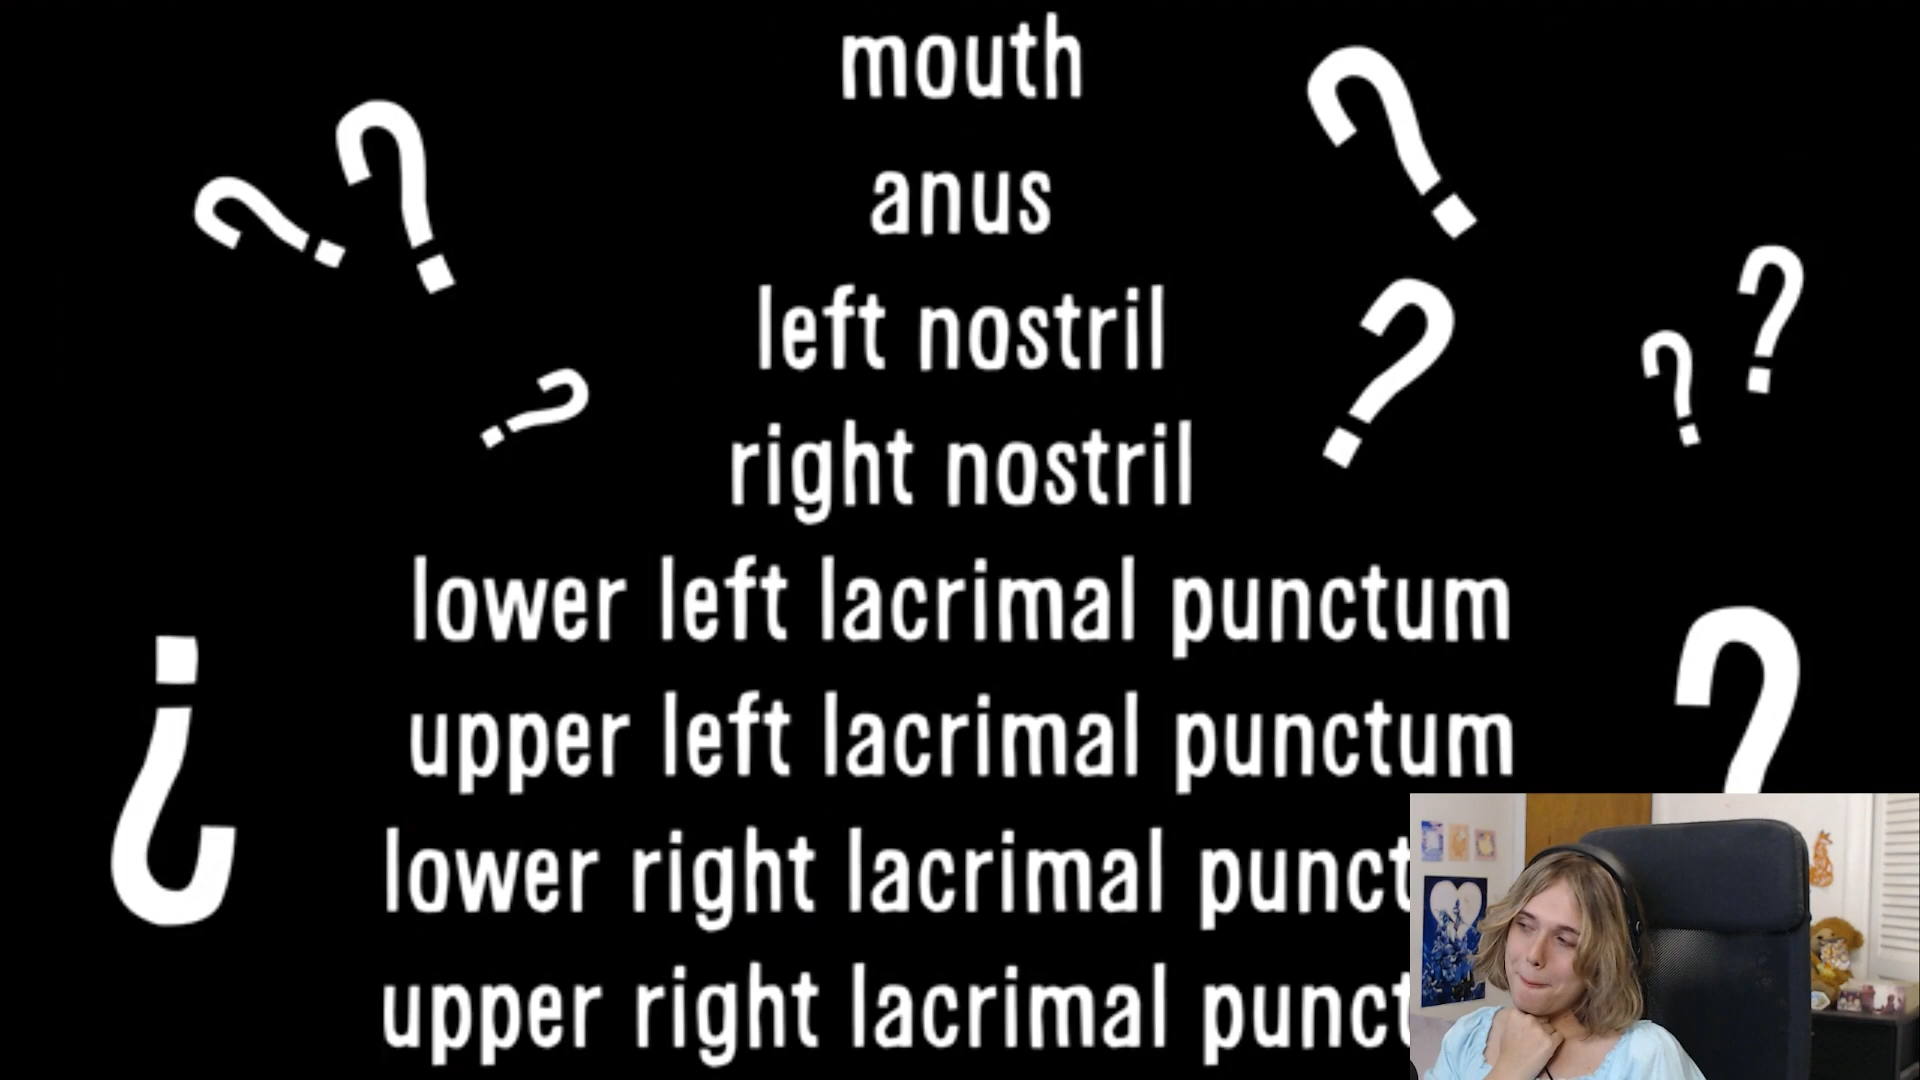 mouth
anus
? ?
?
left nostril
?
right nostril
?
?
?
lower left lacrimal punctum
upper left lacrimal punctum
¿
?
lower right lacrimal punct
upper right lacrimal punct